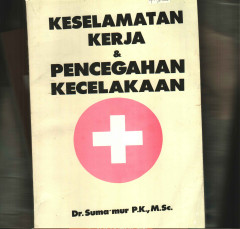 KESELAMATAN
KERJA
&
PENCEGAHAN
KECELAKAAN
Dr. Suma'mur P.K., M.Sc.